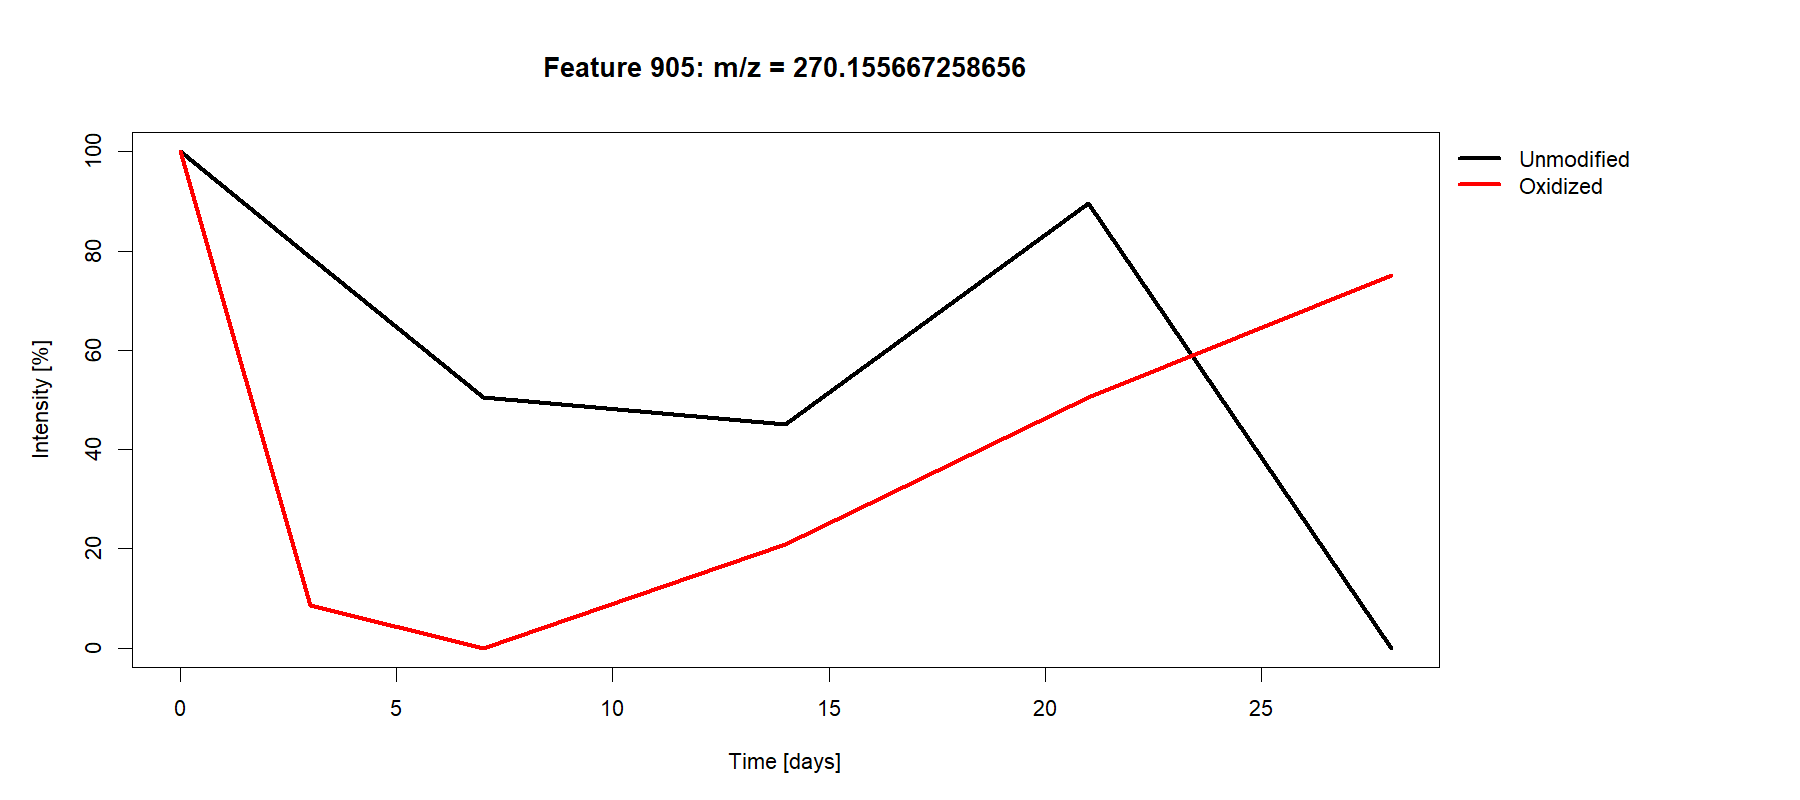 Feature 905: m/z = 270.155667258656
Unmodified
Oxidized
100
80
60
40
20
0
Intensity [%]
0 5 10 15 20 25
Time [days]